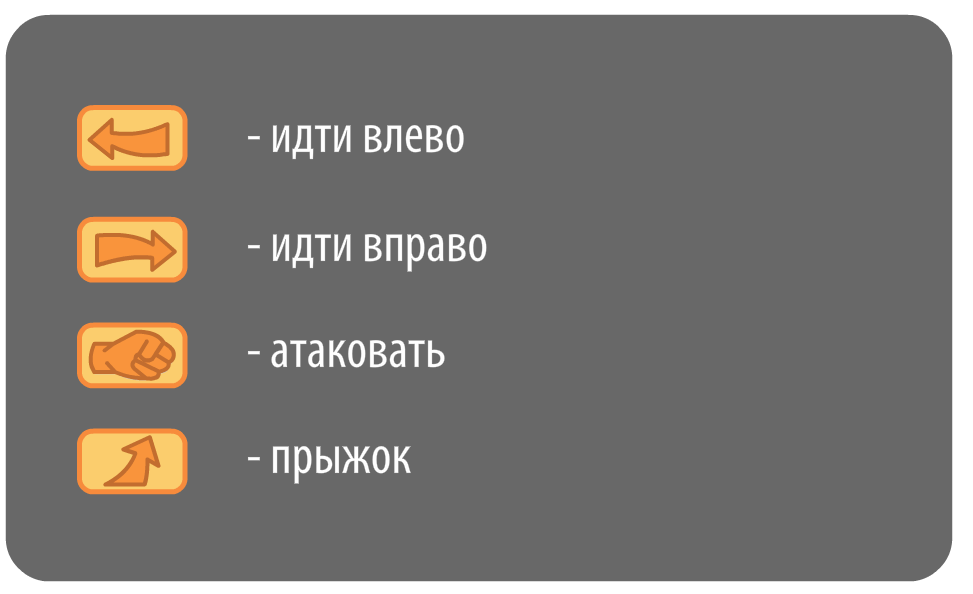 - идти влево
- идти вправо
- атаковать
- прыжок